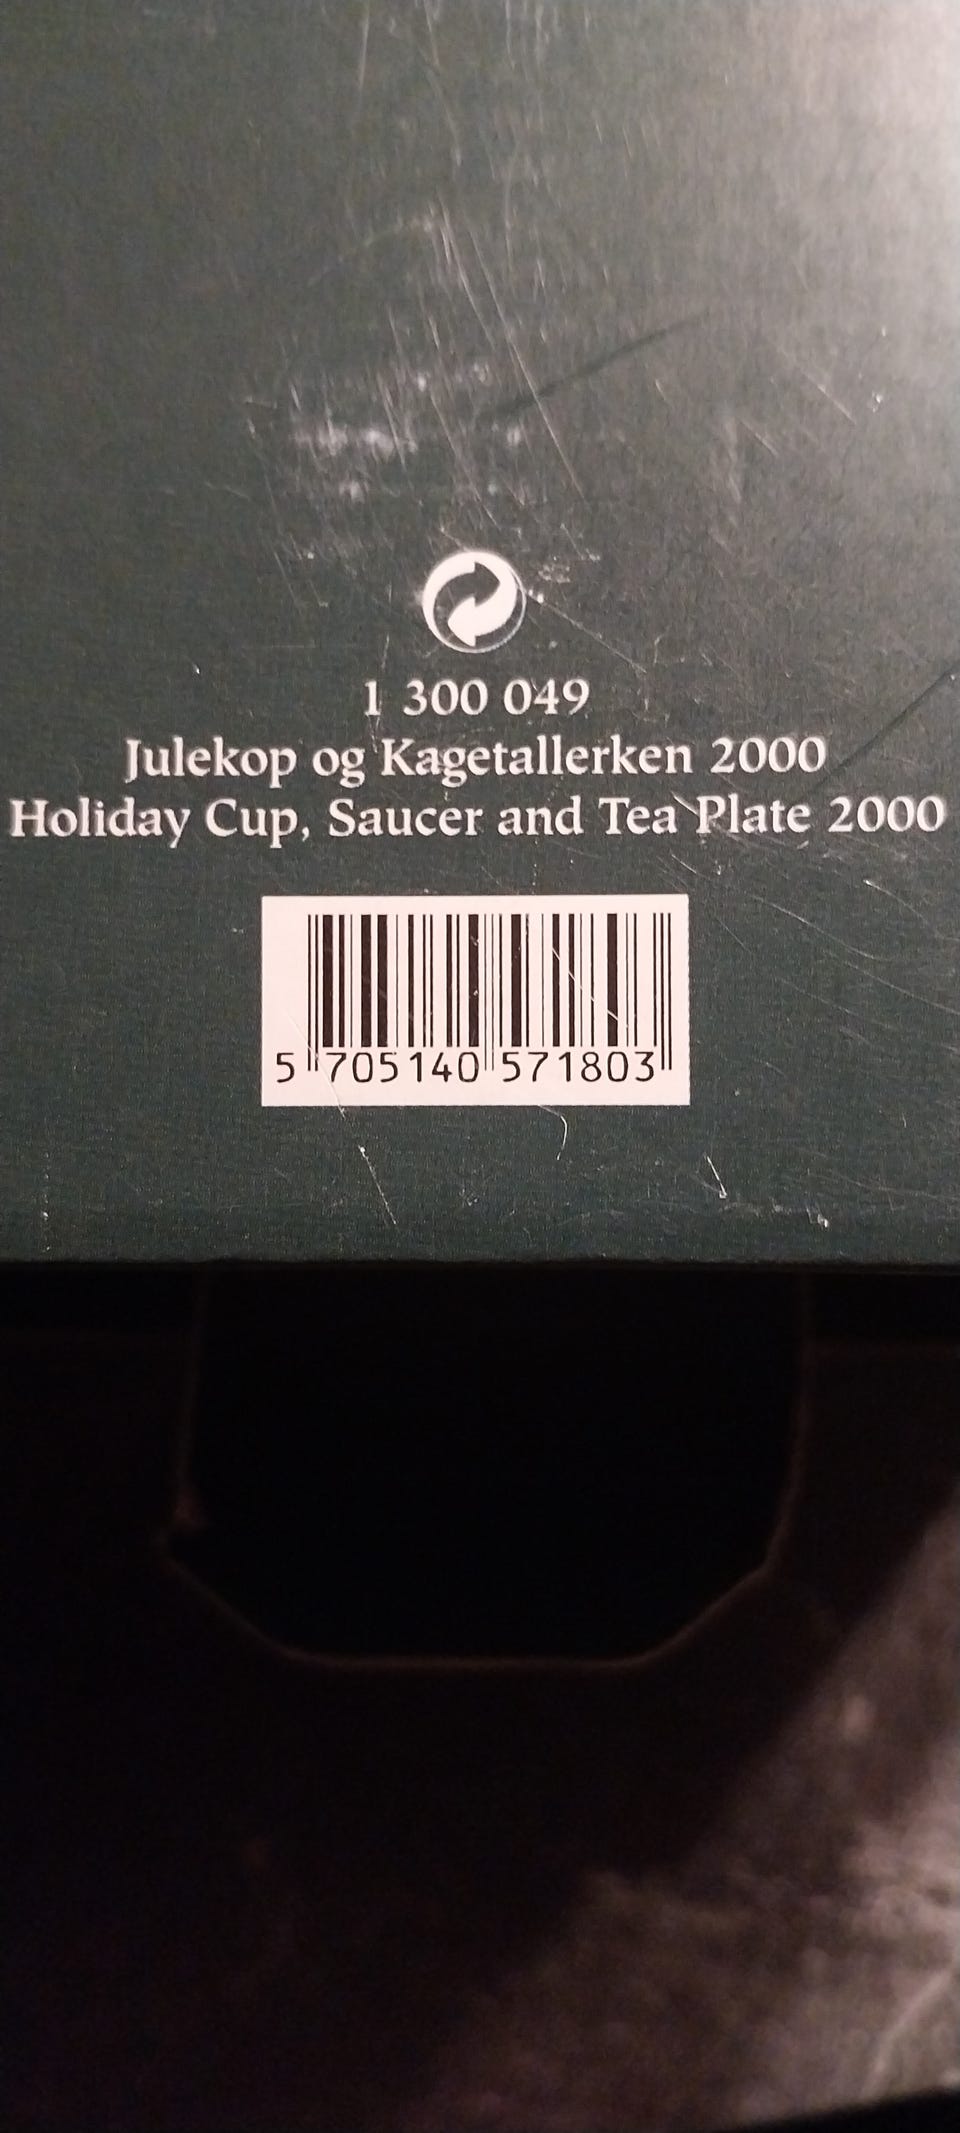 1 300 049
Julekop og Kagetallerken 2000
Holiday Cup, Saucer and Tea Plate 2000
5 705140 571803